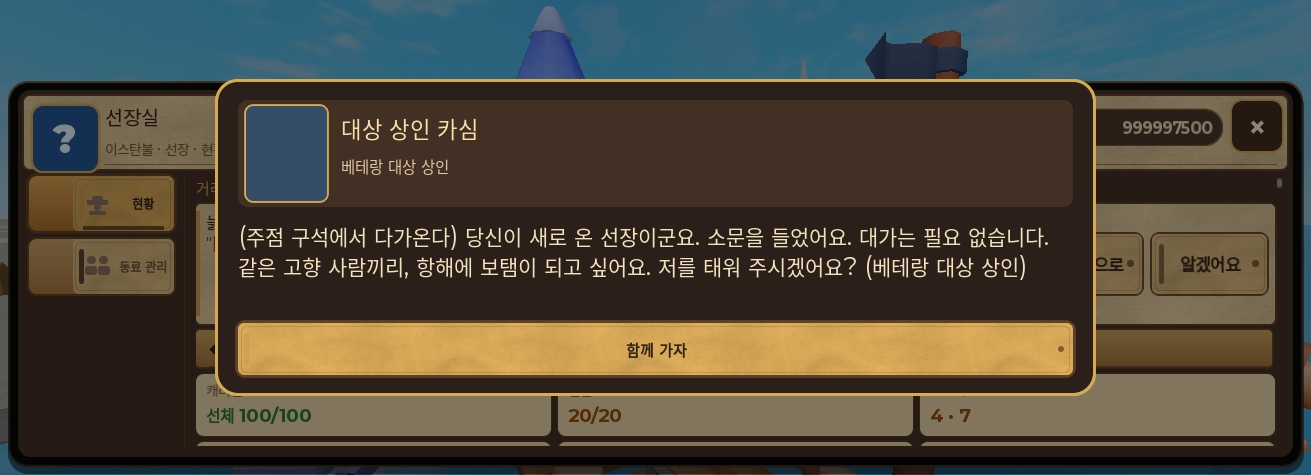 ?
선장실
이스탄불 · 선장 · 현
999997500
×
현황
동료 관리
대상 상인 카심
베테랑 대상 상인
(주점 구석에서 다가온다) 당신이 새로 온 선장이군요. 소문을 들었어요. 대가는 필요 없습니다.
같은 고향 사람끼리, 항해에 보탬이 되고 싶어요. 저를 태워 주시겠어요? (베테랑 대상 상인)
함께 가자
으로
알겠어요
선체 100/100
20/20
4 · 7